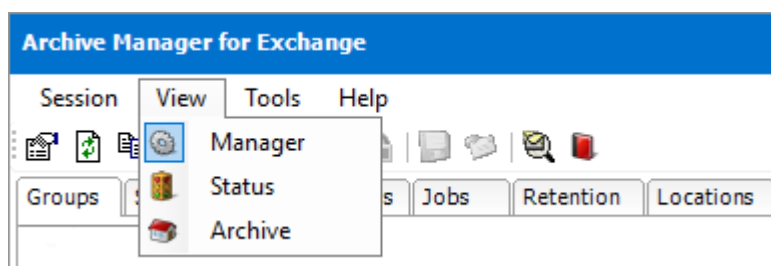 Archive Manager for Exchange
Session View Tools Help
Manager
Status
Archive
Groups Jobs Retention Locations